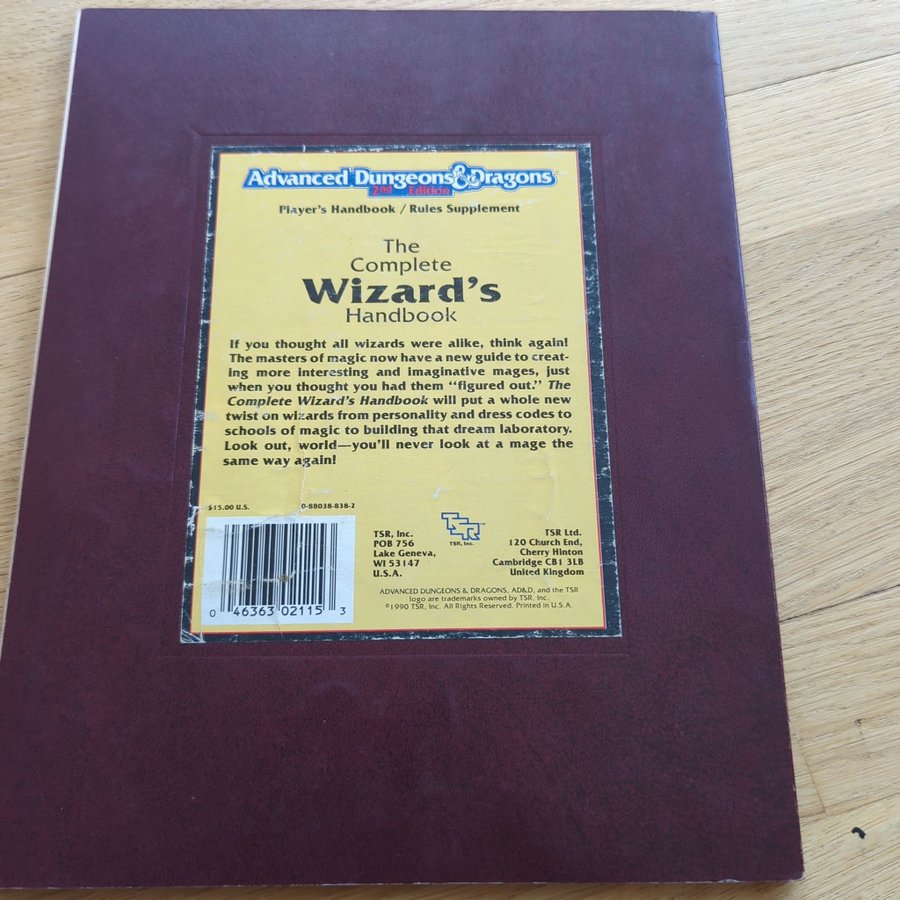 Advanced Dungeons & Dragons
2nd Edition
Player's Handbook / Rules Supplement
The
Complete
Wizard's
Handbook
If you thought all wizards were alike, think again!
The masters of magic now have a new guide to creat-
ing more interesting and imaginative mages, just
when you thought you had them "figured out." The
Complete Wizard's Handbook will put a whole new
twist on wizards from personality and dress codes to
schools of magic to building that dream laboratory.
Look out, world—you'll never look at a mage the
same way again!
$15.00 U.S.
0-88038-838-2
0 46363 02115 3
TSR, Inc.
POB 756
Lake Geneva,
WI 53147
U.S.A.
TSR™
TSR, Inc.
TSR Ltd.
120 Church End,
Cherry Hinton
Cambridge CB1 3LB
United Kingdom
ADVANCED DUNGEONS & DRAGONS, AD&D, and the TSR
logo are trademarks owned by TSR, Inc.
©1990 TSR, Inc. All Rights Reserved. Printed in U.S.A.